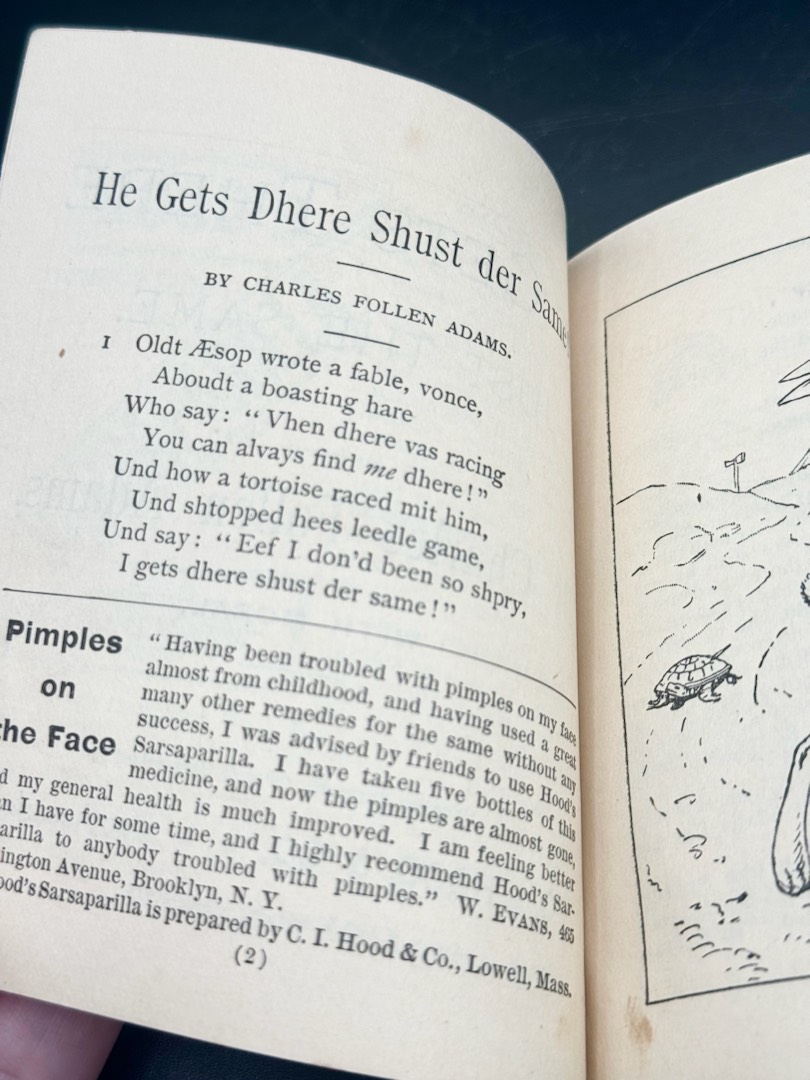 He Gets Dhere Shust der Same
BY CHARLES FOLLEN ADAMS.
1 Oldt Æsop wrote a fable, vonce,
Aboudt a boasting hare
Who say: “Vhen dhere vas racing
You can alvays find me dhere!”
Und how a tortoise raced mit him,
Und shtopped hees leedle game,
Und say: “Eef I don'd been so shpry,
I gets dhere shust der same!”
Pimples
on
the Face
“Having been troubled with pimples on my face
almost from childhood, and having used a great
many other remedies for the same without any
success, I was advised by friends to use Hood's
Sarsaparilla. I have taken five bottles of this
medicine, and now the pimples are almost gone,
my general health is much improved. I am feeling better
I have for some time, and I highly recommend Hood's Sar-
to anybody troubled with pimples.” W. EVANS, 465
Avenue, Brooklyn, N. Y.
Sarsaparilla is prepared by C. I. Hood & Co., Lowell, Mass.
(2)